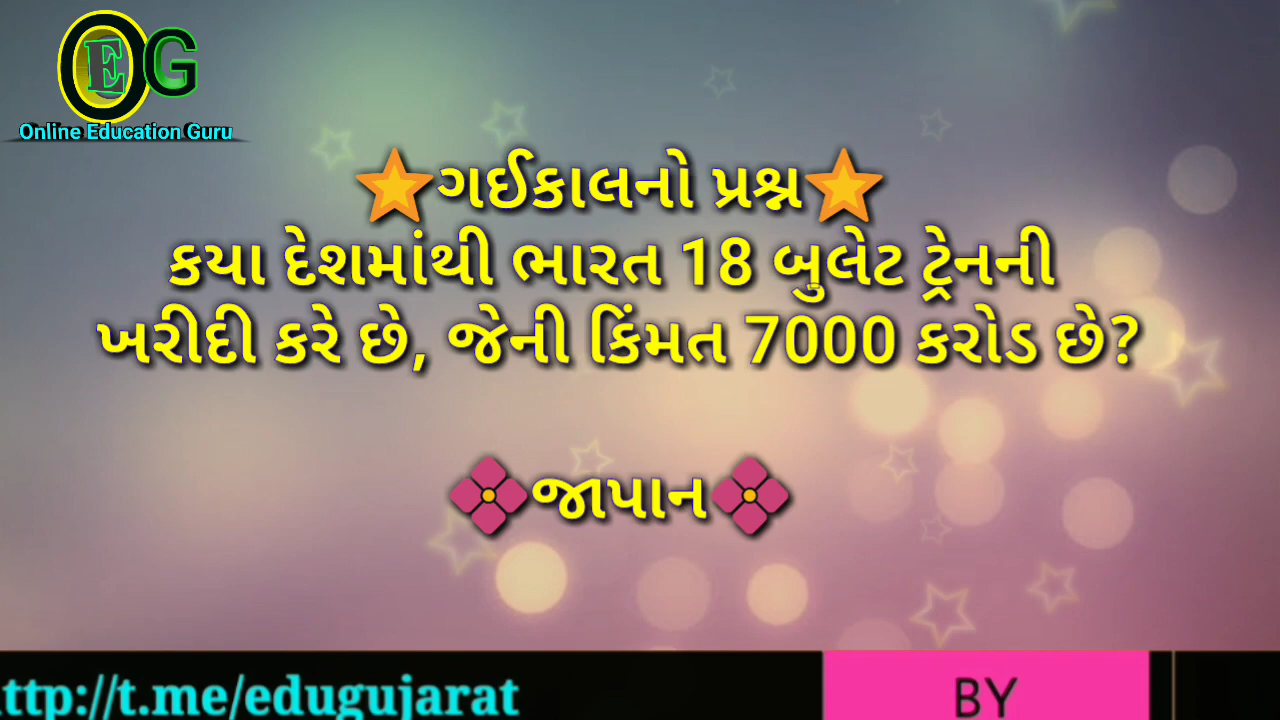 OEG
Online Education Guru
ગઈકાલનો પ્રશ્ન
કયા દેશમાંથી ભારત 18 બુલેટ ટ્રેનની
ખરીદી કરે છે, જેની કિંમત 7000 કરોડ છે?
જાપાન
ttp://t.me/edugujarat
BY